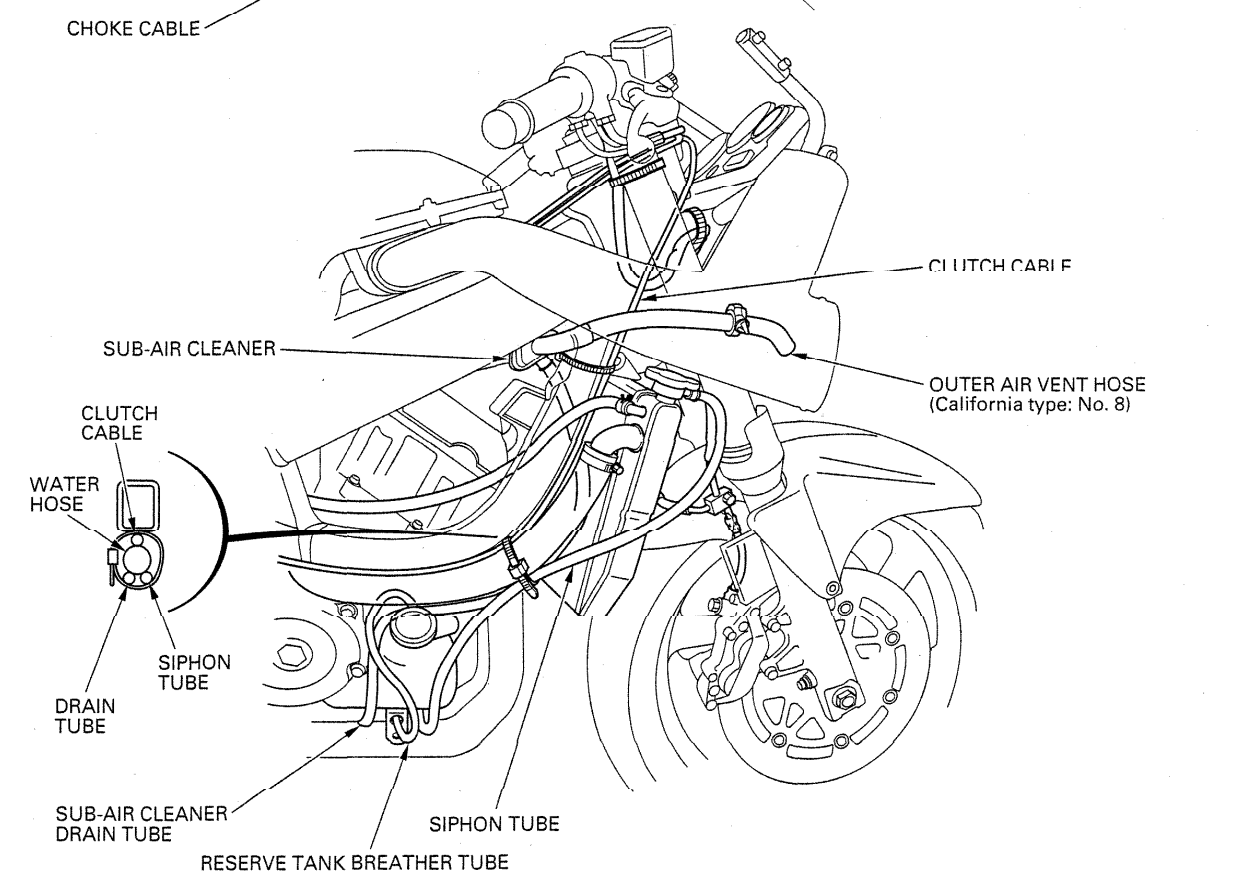 CHOKE CABLE
CLUTCH CABLE
SUB-AIR CLEANER
OUTER AIR VENT HOSE
(California type: No. 8)
CLUTCH
CABLE
WATER
HOSE
SIPHON
TUBE
DRAIN
TUBE
SUB-AIR CLEANER
DRAIN TUBE
SIPHON TUBE
RESERVE TANK BREATHER TUBE